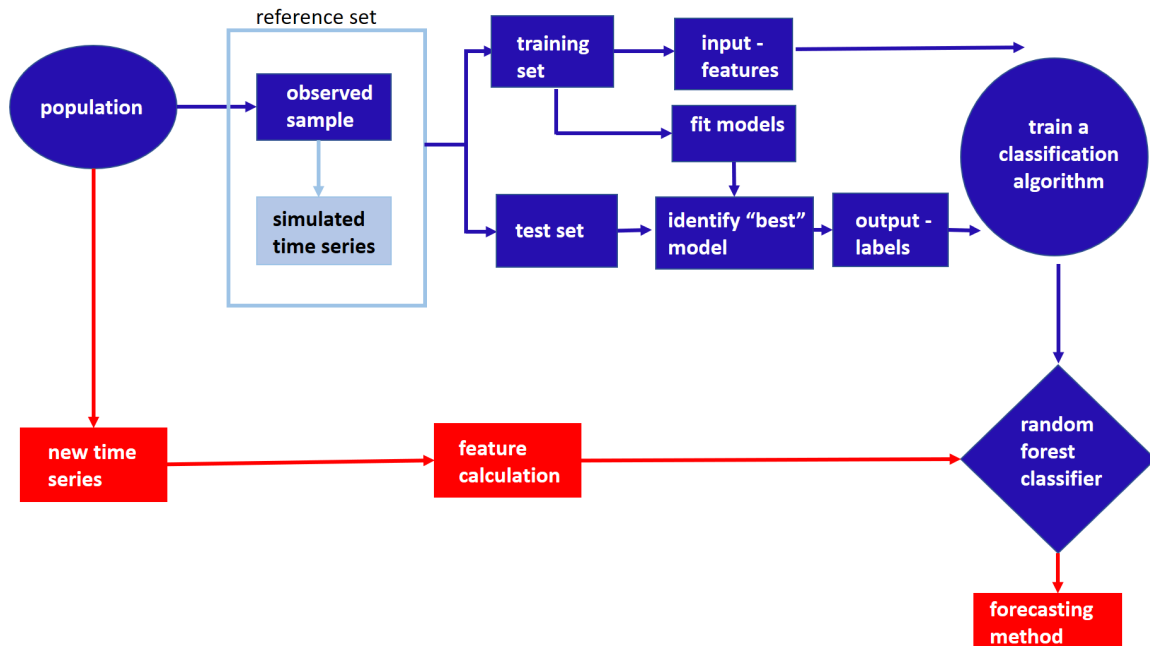 reference set
population
observed
sample
simulated
time series
training
set
input -
features
fit models
test set
identify “best”
model
output -
labels
train a
classification
algorithm
new time
series
feature
calculation
random
forest
classifier
forecasting
method